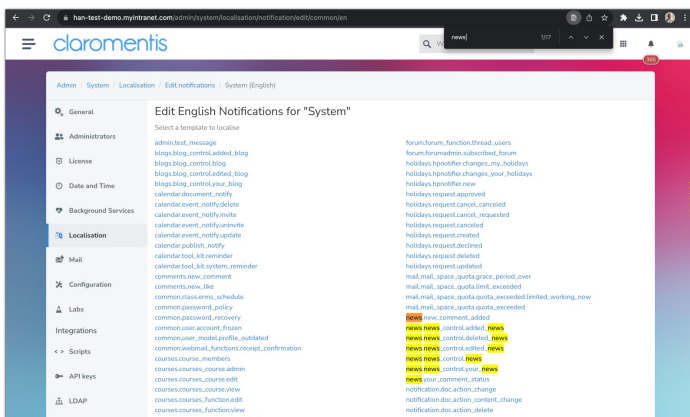 han-test-demo.myintranet.com/admin/system/localisation/notification/edit/common/en
claromentis
news
1/17
365
Admin / System / Localisation / Edit notifications / System (English)
General
Administrators
License
Date and Time
Background Services
Localisation
Mail
Configuration
Labs
Integrations
Scripts
API keys
LDAP
Edit English Notifications for "System"
Select a template to localise
admin.test_message
blogs.blog_control.added_blog
blogs.blog_control.blog
blogs.blog_control.edited_blog
blogs.blog_control.your_blog
calendar.document_notify
calendar.event_notify.delete
calendar.event_notify.invite
calendar.event_notify.uninvite
calendar.event_notify.update
calendar.publish_notify
calendar.tool_kit.reminder
calendar.tool_kit.system_reminder
comments.new_comment
comments.new_like
common.class.erms_schedule
common.password_policy
common.password_recovery
common.user.account_frozen
common.user_model.profile_outdated
common.webmail_functions.receipt_confirmation
courses.course_members
courses.courses_course.admin
courses.courses_course.edit
courses.courses_course.view
courses.courses_function.edit
courses.courses_function.view
forum.forum_function.thread_users
forum.forumadmin.subscribed_forum
holidays.hpnotifier.changes_my_holidays
holidays.hpnotifier.changes_your_holidays
holidays.hpnotifier.new
holidays.request.approved
holidays.request.cancel_canceled
holidays.request.cancel_requested
holidays.request.canceled
holidays.request.created
holidays.request.declined
holidays.request.deleted
holidays.request.updated
mail.mail_space_quota.grace_period_over
mail.mail_space_quota.limit_exceeded
mail.mail_space_quota.quota_exceeded.limited_working_now
mail.mail_space_quota.quota_exceeded
news.new_comment_added
news.news_control.added_news
news.news_control.deleted_news
news.news_control.edited_news
news.news_control.news
news.news_control.your_news
news.your_comment_status
notification.doc.action_change
notification.doc.action_content_change
notification.doc.action_delete